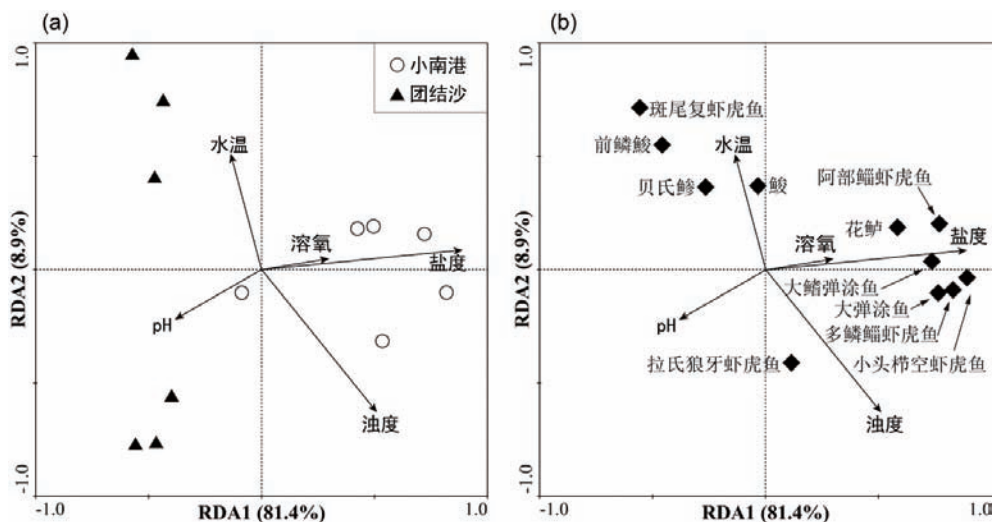 (a)
1.0
小南港
团结沙
水温
溶氧
盐度
pH
浊度
RDA2 (8.9%)
-1.0
-1.0
RDA1 (81.4%)
1.0
(b)
1.0
斑尾复虾虎鱼
水温
前鳞鮻
贝氏䱗
鮻
阿部鲻虾虎鱼
花鲈
溶氧
盐度
大鳍弹涂鱼
大弹涂鱼
多鳞鲻虾虎鱼
小头栉孔虾虎鱼
pH
拉氏狼牙虾虎鱼
浊度
RDA2 (8.9%)
-1.0
-1.0
RDA1 (81.4%)
1.0